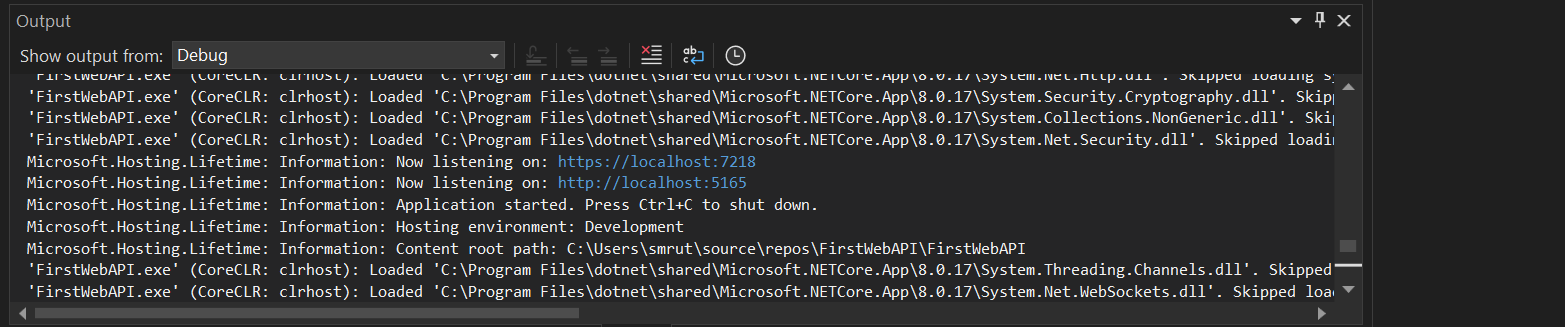 Output
Show output from: Debug
'FirstWebAPI.exe' (CoreCLR: clrhost): Loaded 'C:\Program Files\dotnet\shared\Microsoft.NETCore.App\8.0.17\System.Net.Http.dll'. Skipped loading sy
'FirstWebAPI.exe' (CoreCLR: clrhost): Loaded 'C:\Program Files\dotnet\shared\Microsoft.NETCore.App\8.0.17\System.Security.Cryptography.dll'. Skipp
'FirstWebAPI.exe' (CoreCLR: clrhost): Loaded 'C:\Program Files\dotnet\shared\Microsoft.NETCore.App\8.0.17\System.Collections.NonGeneric.dll'. Skip
'FirstWebAPI.exe' (CoreCLR: clrhost): Loaded 'C:\Program Files\dotnet\shared\Microsoft.NETCore.App\8.0.17\System.Net.Security.dll'. Skipped loadin
Microsoft.Hosting.Lifetime: Information: Now listening on: https://localhost:7218
Microsoft.Hosting.Lifetime: Information: Now listening on: http://localhost:5165
Microsoft.Hosting.Lifetime: Information: Application started. Press Ctrl+C to shut down.
Microsoft.Hosting.Lifetime: Information: Hosting environment: Development
Microsoft.Hosting.Lifetime: Information: Content root path: C:\Users\smrut\source\repos\FirstWebAPI\FirstWebAPI
'FirstWebAPI.exe' (CoreCLR: clrhost): Loaded 'C:\Program Files\dotnet\shared\Microsoft.NETCore.App\8.0.17\System.Threading.Channels.dll'. Skipped
'FirstWebAPI.exe' (CoreCLR: clrhost): Loaded 'C:\Program Files\dotnet\shared\Microsoft.NETCore.App\8.0.17\System.Net.WebSockets.dll'. Skipped load